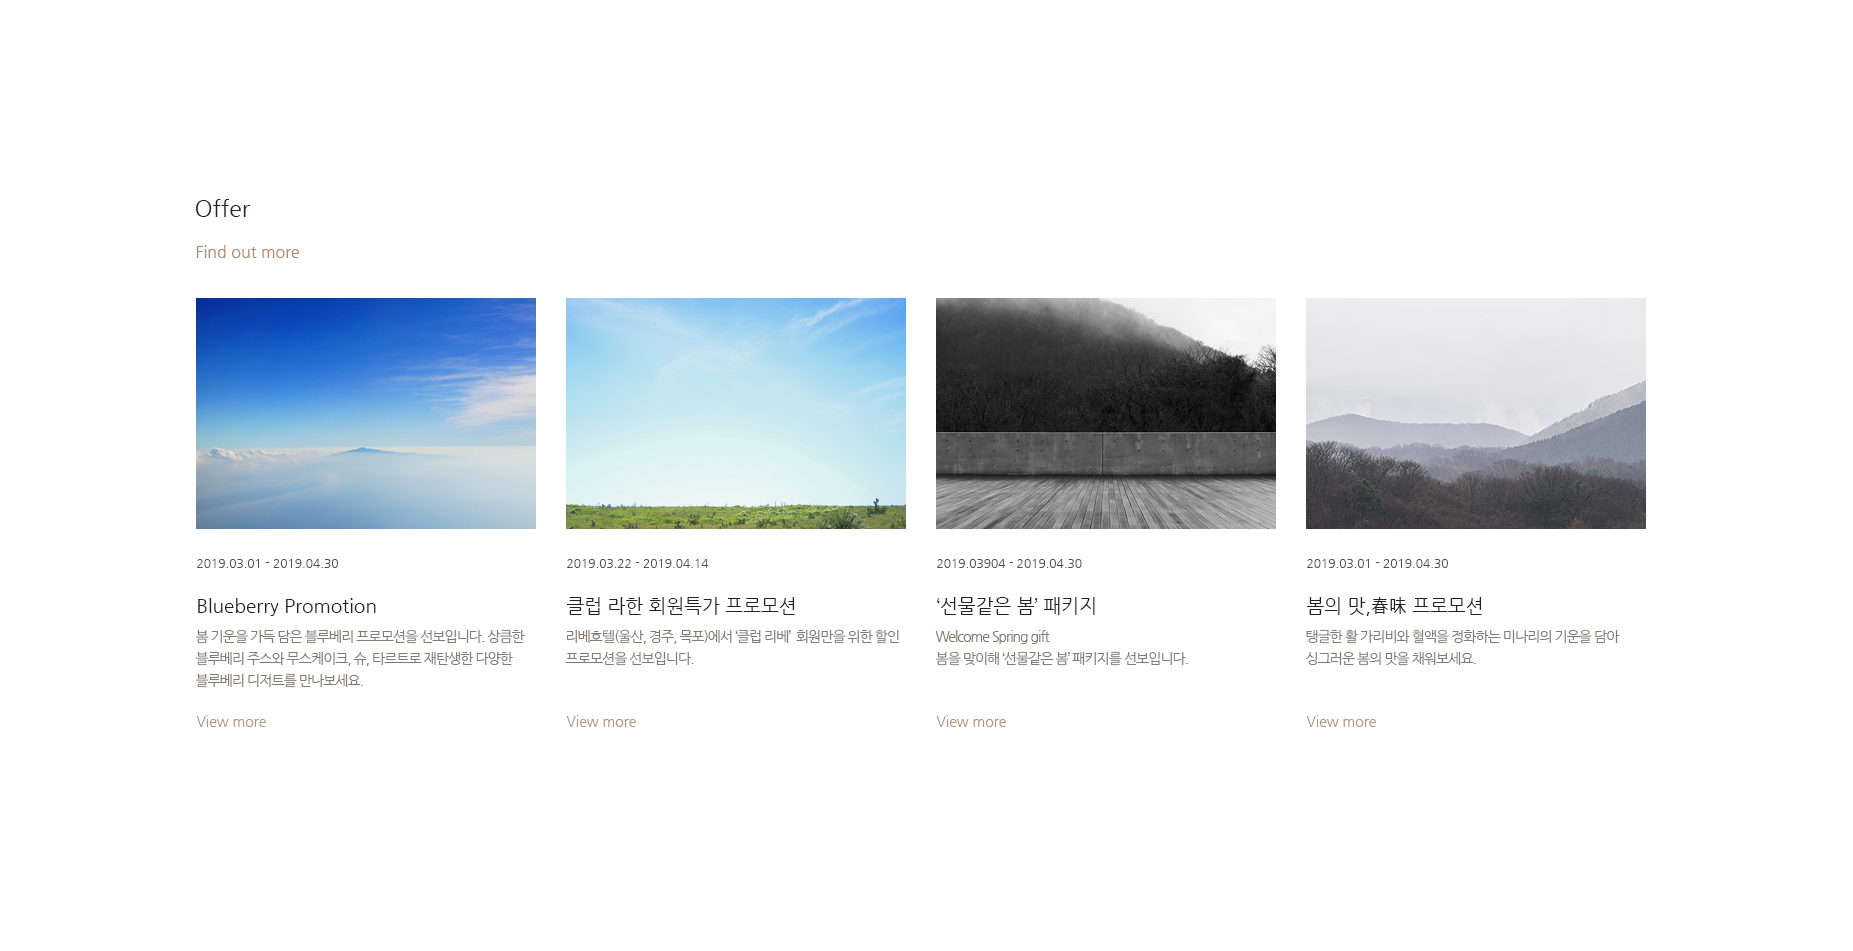 Offer
Find out more
2019.03.01 - 2019.04.30
Blueberry Promotion
봄 기운을 가득 담은 블루베리 프로모션을 선보입니다. 상큼한
블루베리 주스와 무스케이크, 슈, 타르트로 재탄생한 다양한
블루베리 디저트를 만나보세요.
View more
2019.03.22 - 2019.04.14
클럽 라한 회원특가 프로모션
리베호텔(울산, 경주, 목포)에서 ‘클럽 리베’ 회원만을 위한 할인
프로모션을 선보입니다.
View more
2019.03904 - 2019.04.30
‘선물같은 봄’ 패키지
Welcome Spring gift
봄을 맞이해 ‘선물같은 봄’ 패키지를 선보입니다.
View more
2019.03.01 - 2019.04.30
봄의 맛,春味 프로모션
탱글한 활 가리비와 혈액을 정화하는 미나리의 기운을 담아
싱그러운 봄의 맛을 채워보세요.
View more